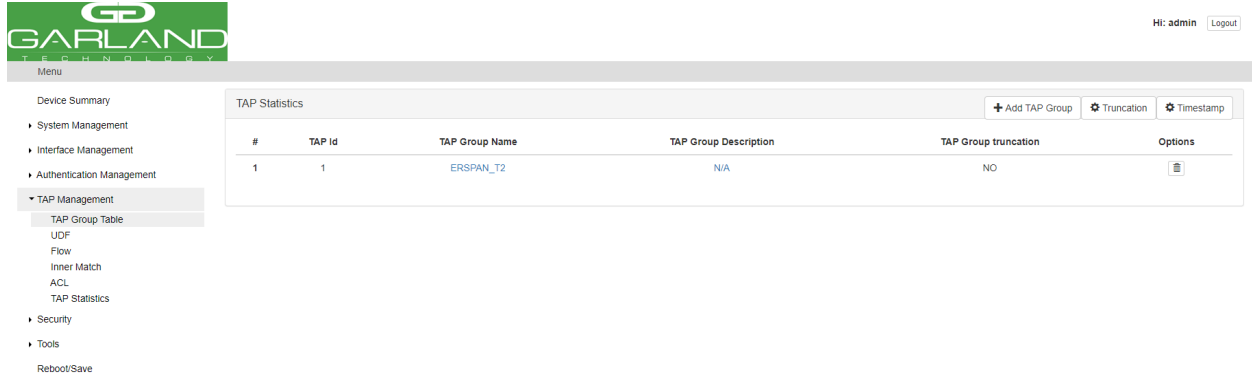 GARLAND
TECHNOLOGY
Hi: admin Logout
Menu
Device Summary
System Management
Interface Management
Authentication Management
TAP Management
TAP Group Table
UDF
Flow
Inner Match
ACL
TAP Statistics
Security
Tools
Reboot/Save
TAP Statistics
Add TAP Group Truncation Timestamp
# TAP Id TAP Group Name TAP Group Description TAP Group truncation Options
1 1 ERSPAN_T2 N/A NO